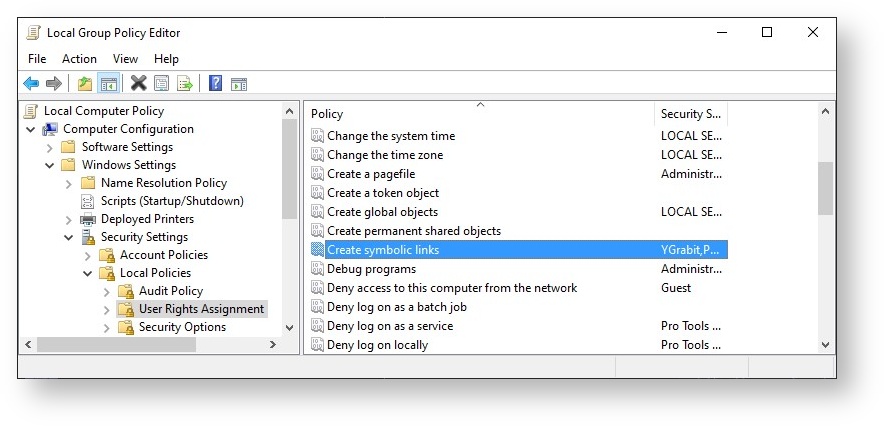 Local Group Policy Editor
File Action View Help
Local Computer Policy
Computer Configuration
Software Settings
Windows Settings
Name Resolution Policy
Scripts (Startup/Shutdown)
Deployed Printers
Security Settings
Account Policies
Local Policies
Audit Policy
User Rights Assignment
Security Options
Policy Security S...
Change the system time LOCAL SE...
Change the time zone LOCAL SE...
Create a pagefile Administr...
Create a token object
Create global objects LOCAL SE...
Create permanent shared objects
Create symbolic links YGrabit,P...
Debug programs Administr...
Deny access to this computer from the network Guest
Deny log on as a batch job
Deny log on as a service Pro Tools ...
Deny log on locally Pro Tools ...